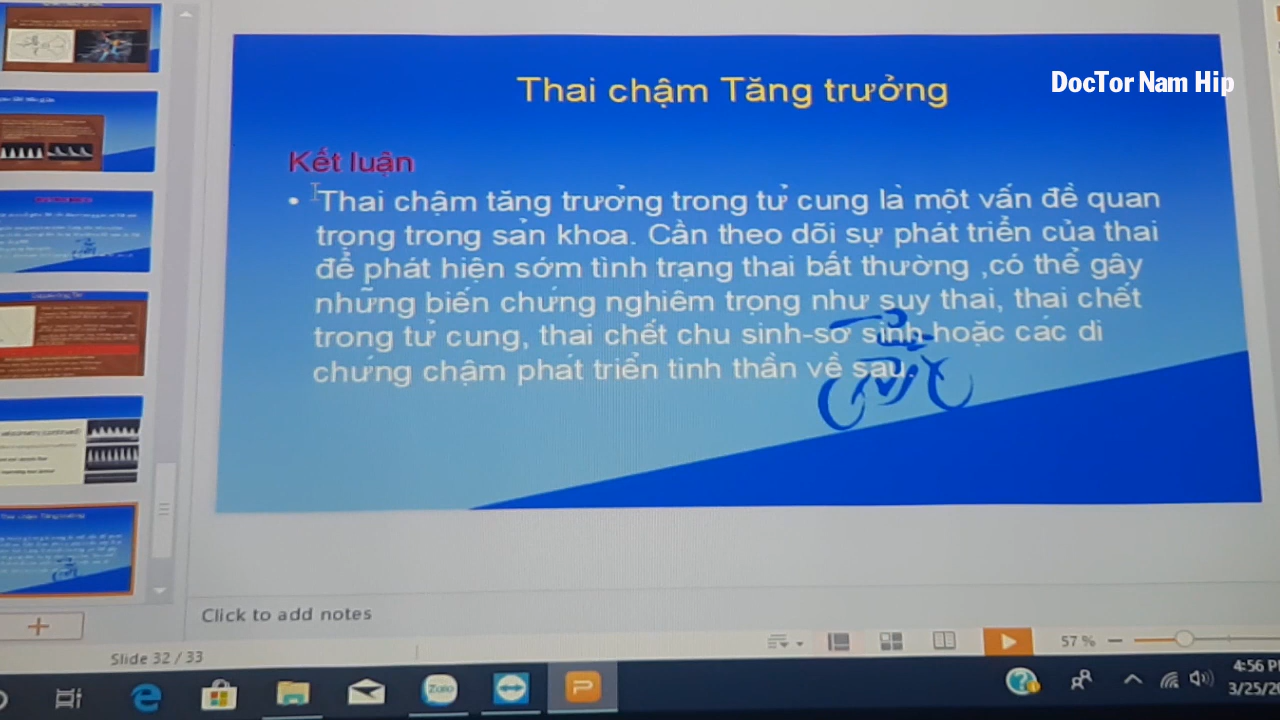 DocTor Nam Hip
Thai chậm Tăng trưởng
Kết luận
• Thai chậm tăng trưởng trong tử cung là một vấn đề quan
trọng trong sản khoa. Cần theo dõi sự phát triển của thai
để phát hiện sớm tình trạng thai bất thường ,có thể gây
những biến chứng nghiêm trọng như suy thai, thai chết
trong tử cung, thai chết chu sinh-sơ sinh hoặc các di
chứng chậm phát triển tinh thần về sau.
Click to add notes
Slide 32 / 33
57 %
Zalo
4:56
3/25/20